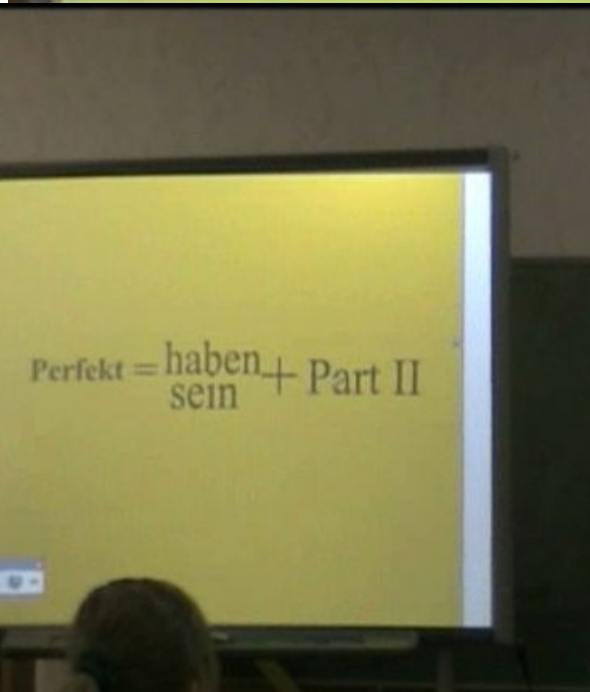 Perfekt = haben + Part II
sein